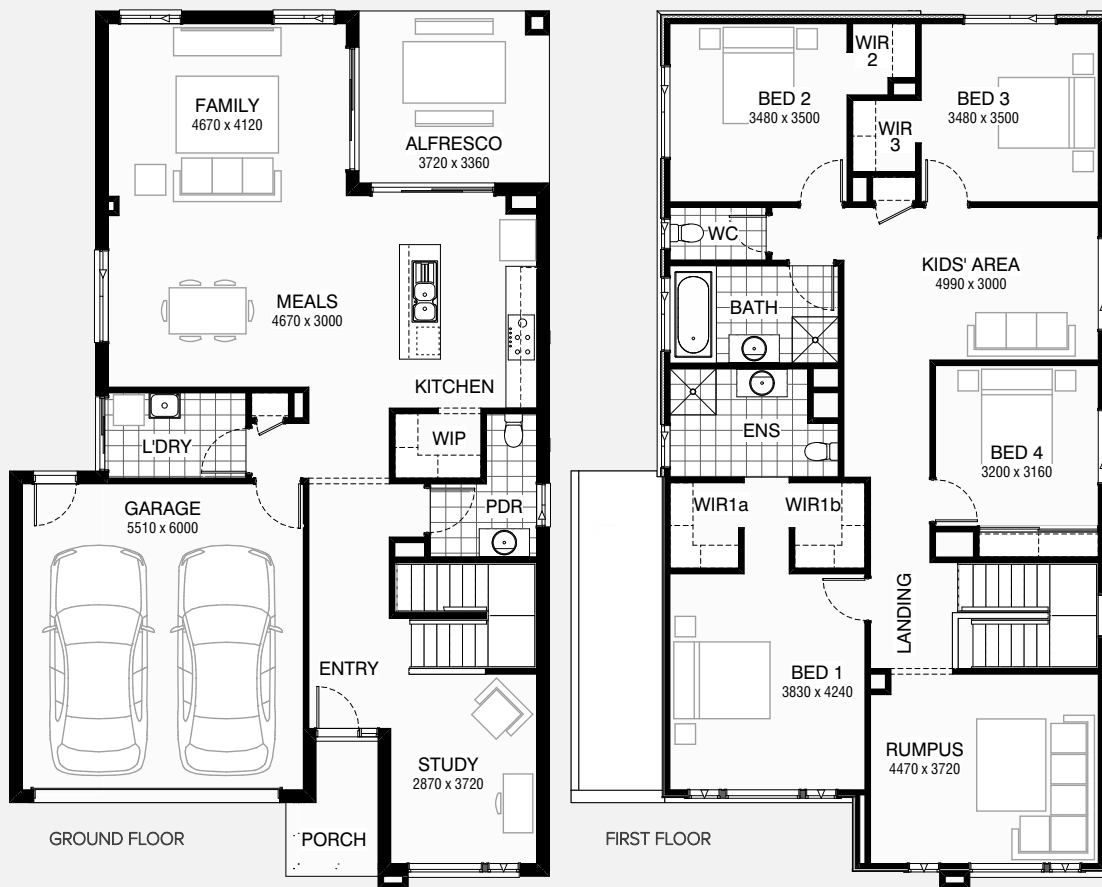 FAMILY
4670 x 4120
ALFRESCO
3720 x 3360
MEALS
4670 x 3000
KITCHEN
L'DRY
WIP
PDR
GARAGE
5510 x 6000
ENTRY
STUDY
2870 x 3720
PORCH
GROUND FLOOR
WIR
2
BED 2
3480 x 3500
BED 3
3480 x 3500
WIR
3
WC
KIDS' AREA
4990 x 3000
BATH
ENS
BED 4
3200 x 3160
WIR1a
WIR1b
LANDING
BED 1
3830 x 4240
RUMPUS
4470 x 3720
FIRST FLOOR